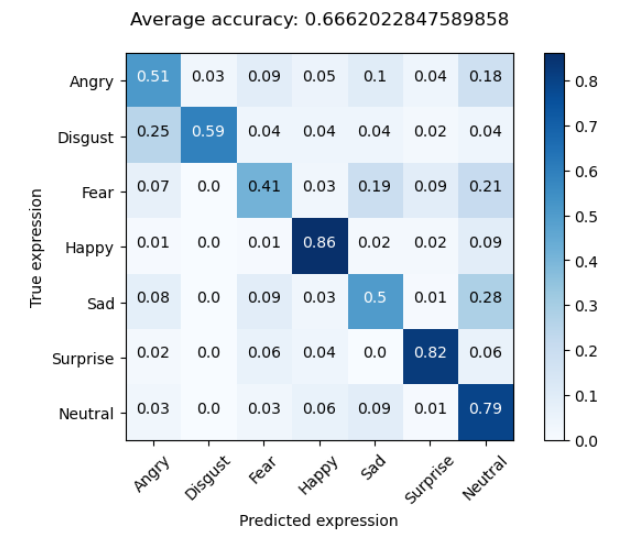 Average accuracy: 0.6662022847589858
Angry 0.51 0.03 0.09 0.05 0.1 0.04 0.18
Disgust 0.25 0.59 0.04 0.04 0.04 0.02 0.04
Fear 0.07 0.0 0.41 0.03 0.19 0.09 0.21
Happy 0.01 0.0 0.01 0.86 0.02 0.02 0.09
Sad 0.08 0.0 0.09 0.03 0.5 0.01 0.28
Surprise 0.02 0.0 0.06 0.04 0.0 0.82 0.06
Neutral 0.03 0.0 0.03 0.06 0.09 0.01 0.79
Angry Disgust Fear Happy Sad Surprise Neutral
Predicted expression
True expression
0.8
0.7
0.6
0.5
0.4
0.3
0.2
0.1
0.0